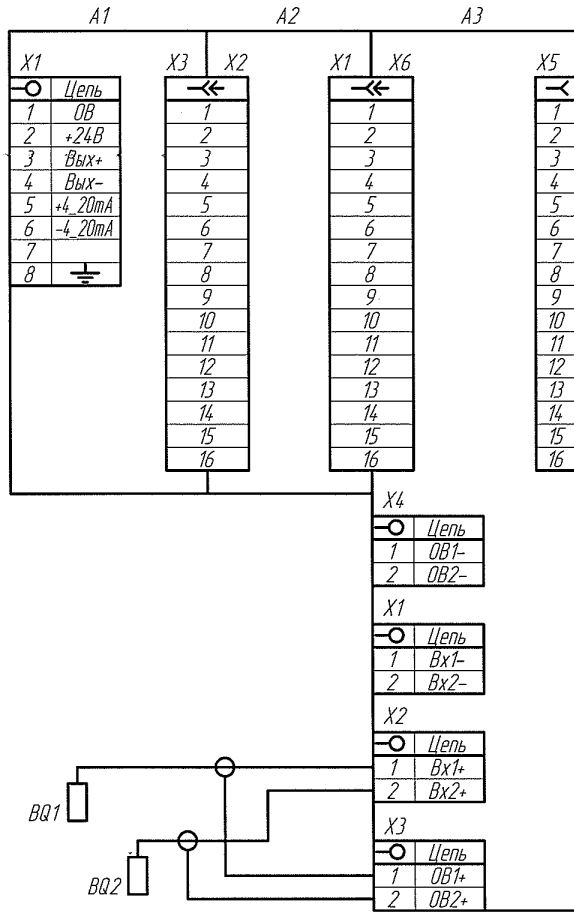 A1 A2 A3
X1 X3 X2 X1 X6 X5
Цепь
1 0В 1 1 1
2 +24В 2 2 2
3 Вых+ 3 3 3
4 Вых– 4 4 4
5 +4_20mA 5 5 5
6 –4_20mA 6 6 6
7 7 7 7
8 8 8 8
9 9 9
10 10 10
11 11 11
12 12 12
13 13 13
14 14 14
15 15 15
16 16 16
X4
Цепь
1 0В1–
2 0В2–
X1
Цепь
1 Вх1–
2 Вх2–
X2
Цепь
1 Вх1+
2 Вх2+
BQ1
X3
Цепь
BQ2
1 0В1+
2 0В2+